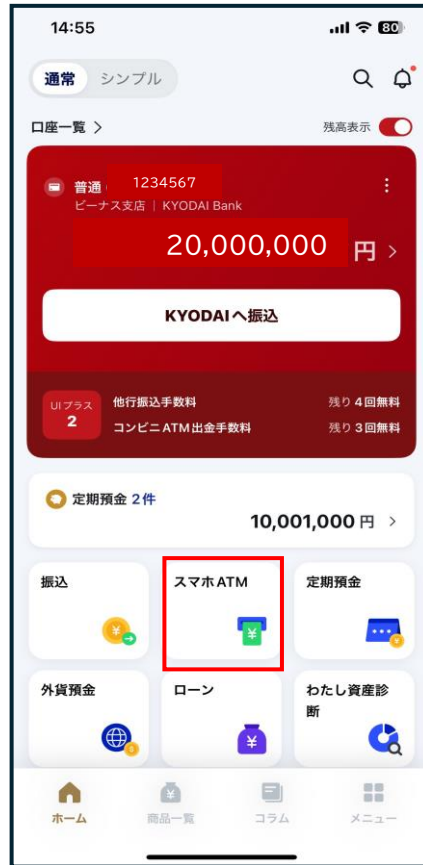 14:55
80
通常 シンプル
口座一覧 >
残高表示
普通 1234567
ビーナス支店 | KYODAI Bank
20,000,000 円 >
KYODAIへ振込
UIプラス
2
他行振込手数料 残り4回無料
コンビニATM出金手数料 残り3回無料
定期預金 2件
10,001,000 円 >
振込 スマホATM 定期預金
外貨預金 ローン わたし資産診
断
ホーム 商品一覧 コラム メニュー